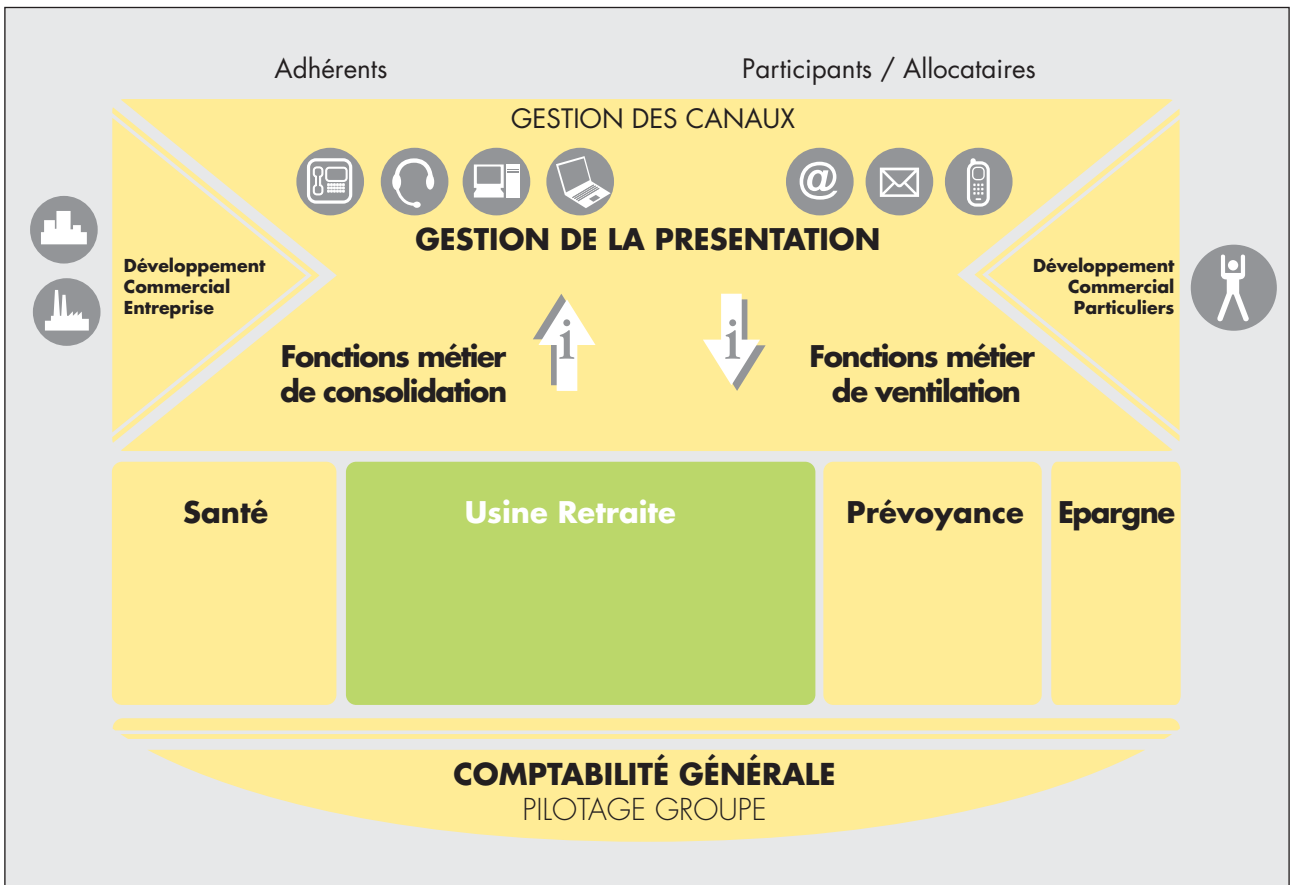 Adhérents
Participants / Allocataires
GESTION DES CANAUX
@
GESTION DE LA PRESENTATION
Développement
Commercial
Entreprise
Développement
Commercial
Particuliers
i
i
Fonctions métier
de consolidation
Fonctions métier
de ventilation
Santé
Usine Retraite
Prévoyance
Epargne
COMPTABILITÉ GÉNÉRALE
PILOTAGE GROUPE